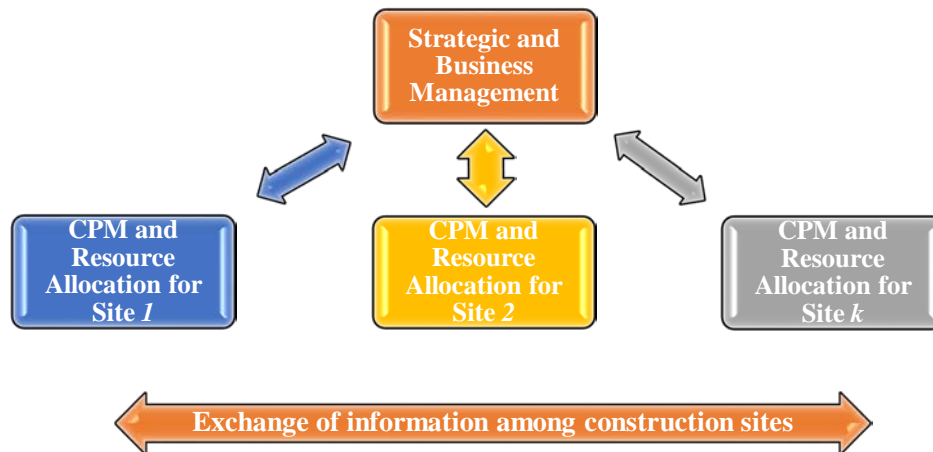 Strategic and
Business
Management
CPM and
Resource
Allocation for
Site 1
CPM and
Resource
Allocation for
Site 2
CPM and
Resource
Allocation for
Site k
Exchange of information among construction sites